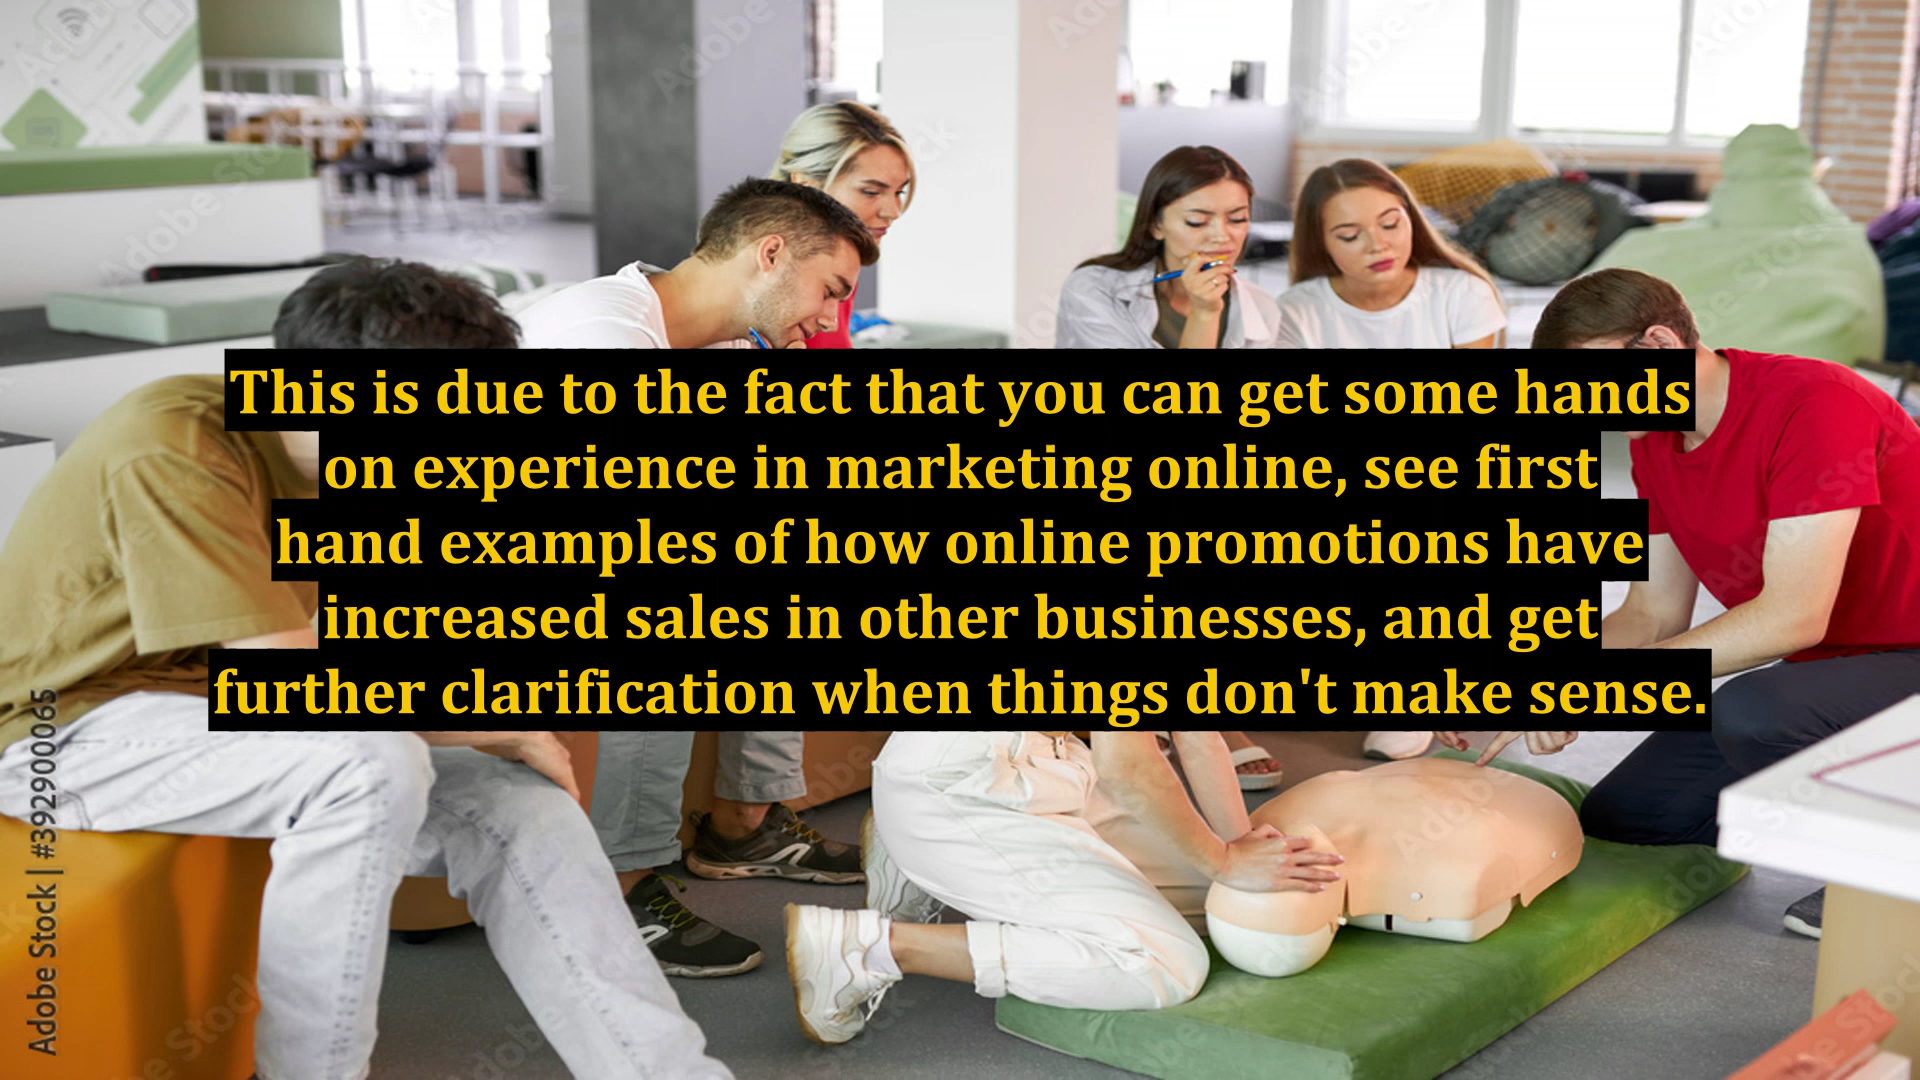 This is due to the fact that you can get some hands
on experience in marketing online, see first
hand examples of how online promotions have
increased sales in other businesses, and get
further clarification when things don't make sense.
Adobe Stock | #392900065